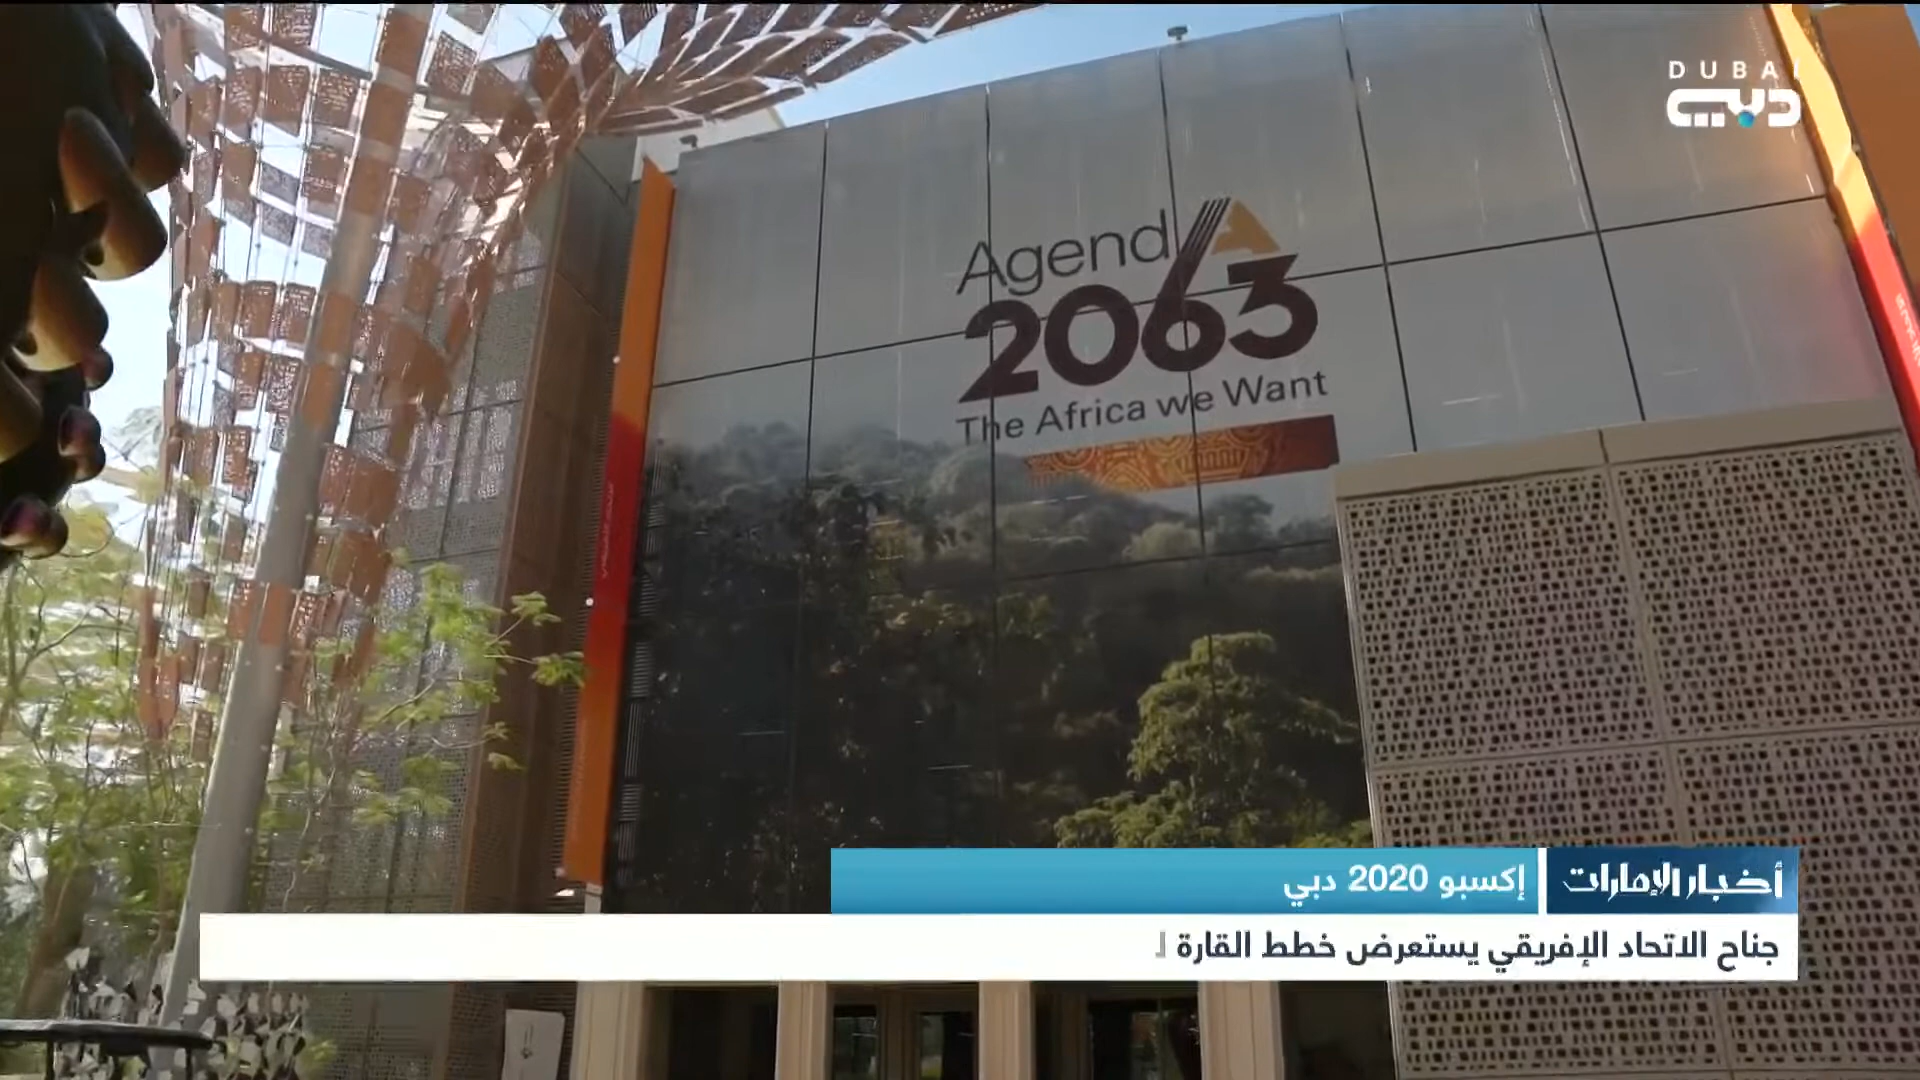 DUBAI
دبي
AgendA
2063
The Africa we Want
أخبار الإمارات
إكسبو 2020 دبي
جناح الاتحاد الإفريقي يستعرض خطط القارة